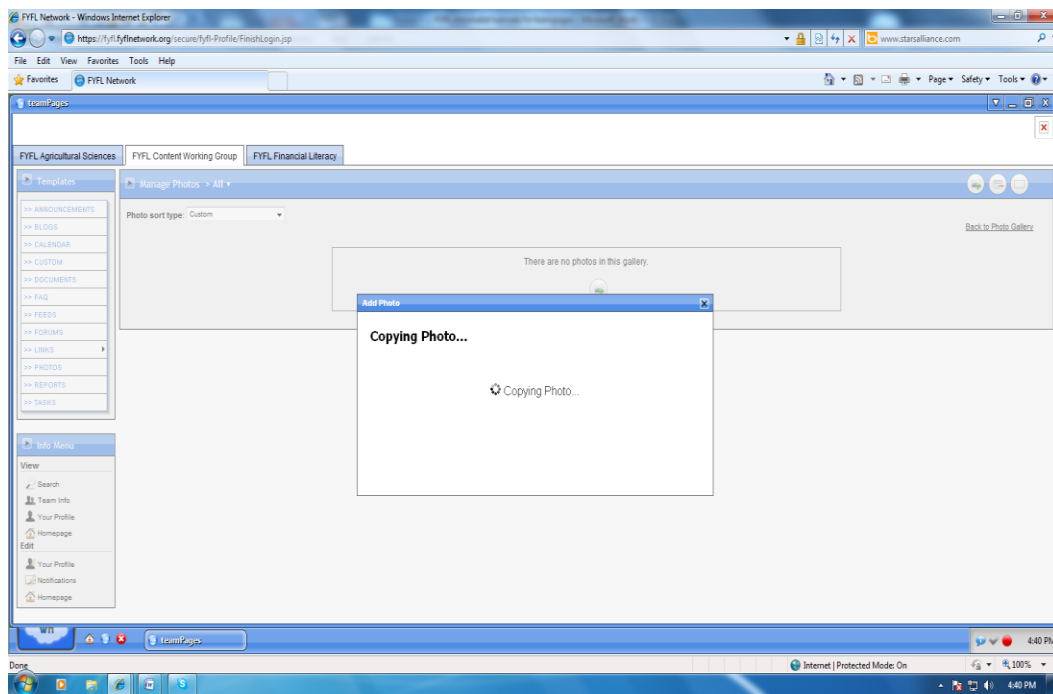 FYFL Network - Windows Internet Explorer
https://fyfl.fyflnetwork.org/secure/fyfl-Profile/FinishLogin.jsp
www.starsalliance.com
File Edit View Favorites Tools Help
Favorites FYFL Network
Page Safety Tools
teamPages
FYFL Agricultural Sciences FYFL Content Working Group FYFL Financial Literacy
Templates
Manage Photos > All
>> ANNOUNCEMENTS
>> BLOGS
>> CALENDAR
>> CUSTOM
>> DOCUMENTS
>> FAQ
>> FEEDS
>> FORUMS
>> LINKS
>> PHOTOS
>> REPORTS
>> TASKS
Photo sort type: Custom
Back to Photo Gallery
There are no photos in this gallery.
Add Photo
Copying Photo...
Copying Photo...
Info Menu
View
Search
Team Info
Your Profile
Homepage
Edit
Your Profile
Notifications
Homepage
teamPages
4:40 PM
Done
Internet | Protected Mode: On
100%
4:40 PM